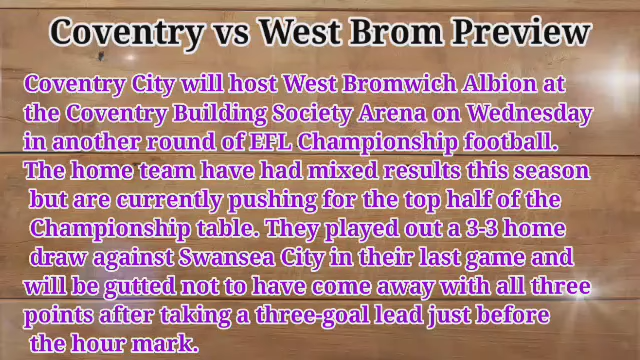 Coventry vs West Brom Preview
Coventry City will host West Bromwich Albion at
the Coventry Building Society Arena on Wednesday
in another round of EFL Championship football.
The home team have had mixed results this season
but are currently pushing for the top half of the
Championship table. They played out a 3-3 home
draw against Swansea City in their last game and
will be gutted not to have come away with all three
points after taking a three-goal lead just before
the hour mark.